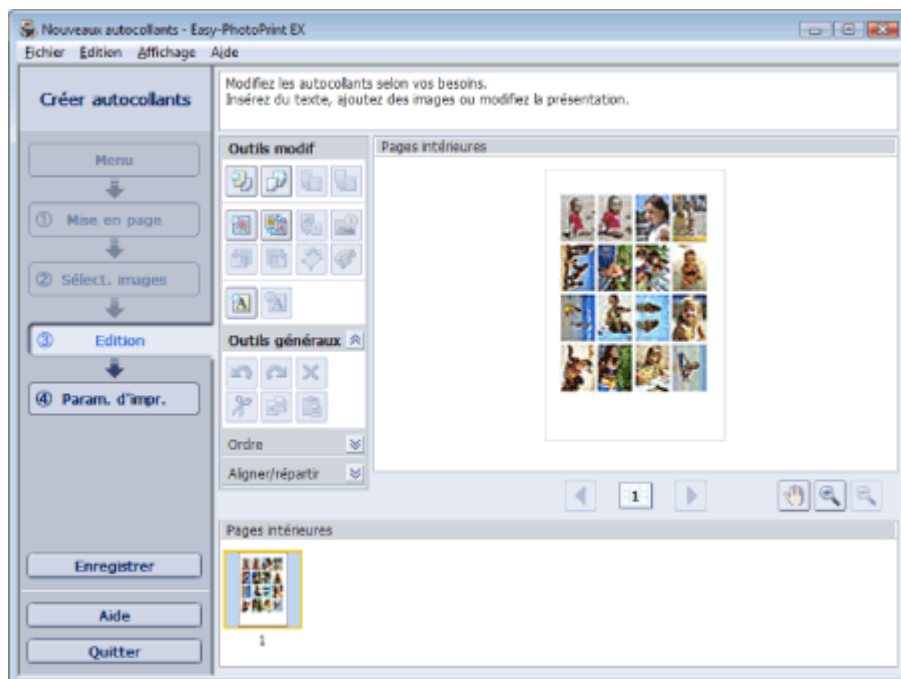 Nouveaux autocollants - Easy-PhotoPrint EX
Fichier Edition Affichage Aide
Créer autocollants
Modifiez les autocollants selon vos besoins.
Insérez du texte, ajoutez des images ou modifiez la présentation.
Menu
① Mise en page
② Sélect. images
③ Edition
④ Param. d'impr.
Enregistrer
Aide
Quitter
Outils modif
Outils généraux
Ordre
Aligner/répartir
Pages intérieures
1
Pages intérieures
1